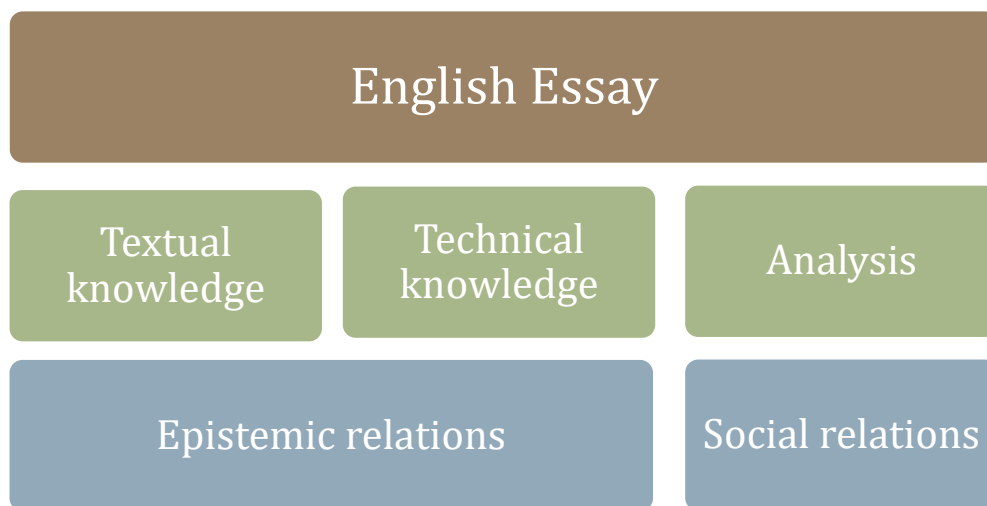 English Essay
Textual
knowledge
Technical
knowledge
Analysis
Epistemic relations
Social relations